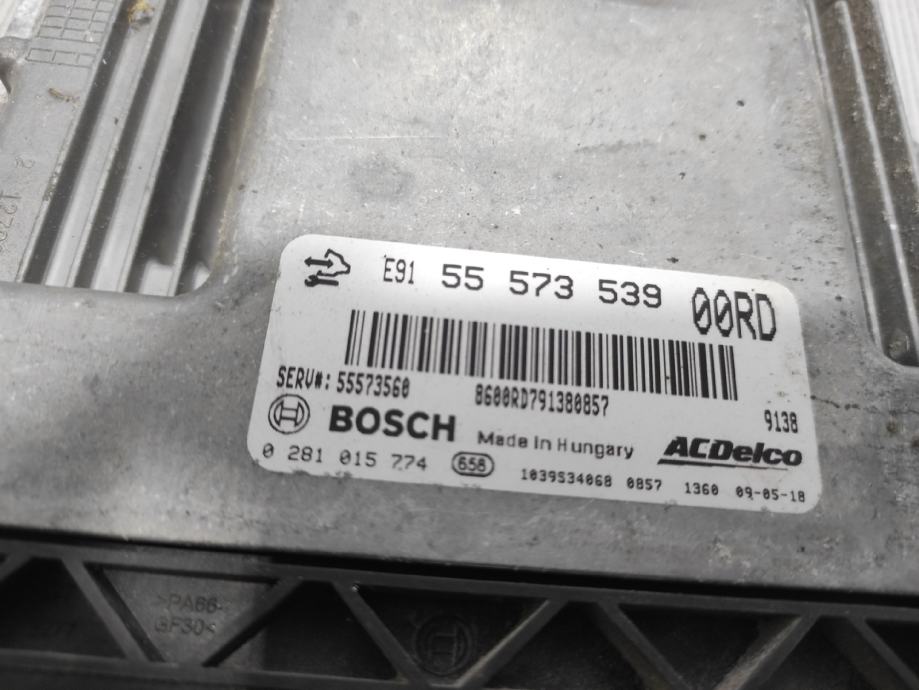 E91 55 573 539 00RD
SERV#: 55573560 8600RD791380857 9138
BOSCH Made in Hungary ACDelco
0 281 015 774 658 1039S34068 0857 1360 09-05-18
>PA66-
GF30<